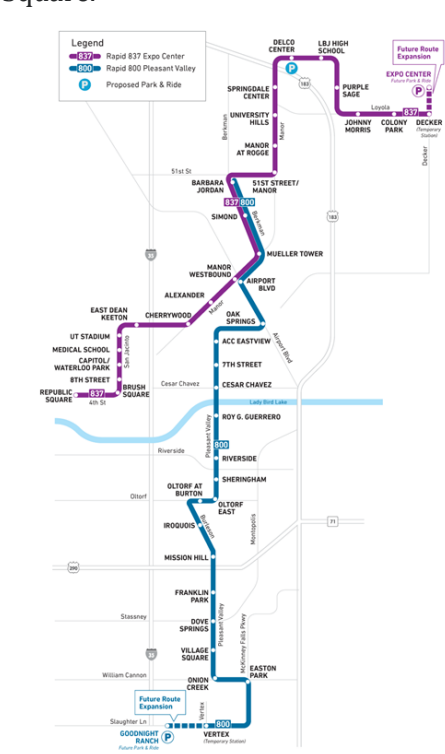 Square.
Legend
837 Rapid 837 Expo Center
800 Rapid 800 Pleasant Valley
P Proposed Park & Ride
DELCO
CENTER
LBJ HIGH
SCHOOL
P
183
Future Route
Expansion
EXPO CENTER
Future Park & Ride
P
SPRINGDALE
CENTER
PURPLE
SAGE
Loyola
837
UNIVERSITY
HILLS
JOHNNY
MORRIS
COLONY
PARK
DECKER
(Temporary
Station)
Berkman
Manor
MANOR
AT ROGGE
Decker
51st St
BARBARA
JORDAN
51ST STREET/
MANOR
837 800
SIMOND
Berkman
183
35
MUELLER TOWER
MANOR
WESTBOUND
AIRPORT
BLVD
ALEXANDER
Manor
EAST DEAN
KEETON
CHERRYWOOD
OAK
SPRINGS
Airport Blvd
UT STADIUM
San Jacinto
ACC EASTVIEW
MEDICAL SCHOOL
CAPITOL/
WATERLOO PARK
7TH STREET
8TH STREET
Cesar Chavez
CESAR CHAVEZ
REPUBLIC
SQUARE
837
4th St
BRUSH
SQUARE
Lady Bird Lake
ROY G. GUERRERO
Pleasant Valley
800
Riverside
RIVERSIDE
SHERINGHAM
OLTORF AT
BURTON
Oltorf
OLTORF
EAST
IROQUOIS
Burleson
Montopolis
71
MISSION HILL
290
FRANKLIN
PARK
Stassney
DOVE
SPRINGS
Pleasant Valley
McKinney Falls Pkwy
VILLAGE
SQUARE
35
William Cannon
ONION
CREEK
EASTON
PARK
Future Route
Expansion
Vertex
Slaughter Ln
800
GOODNIGHT
RANCH
Future Park & Ride
P
VERTEX
(Temporary Station)